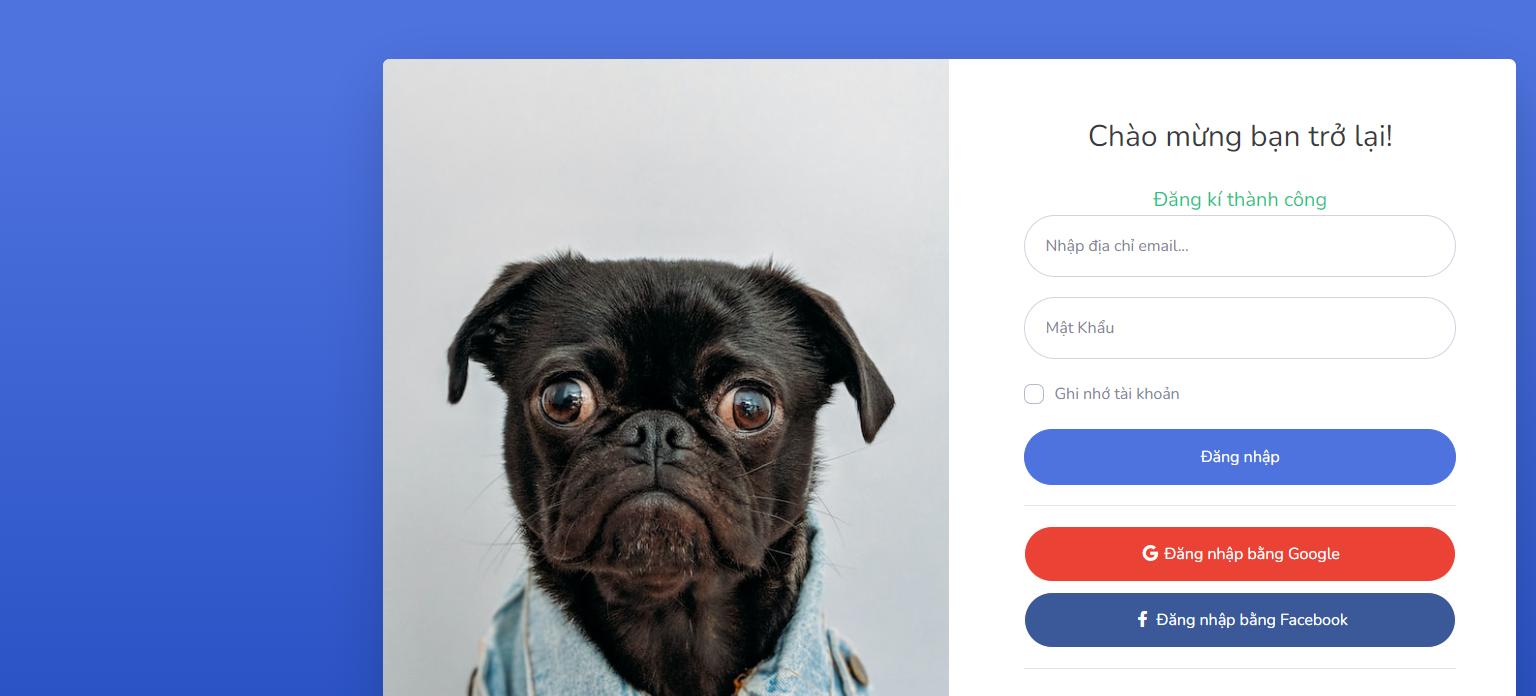 Chào mừng bạn trở lại!
Đăng kí thành công
Nhập địa chỉ email...
Mật Khẩu
Ghi nhớ tài khoản
Đăng nhập
Đăng nhập bằng Google
Đăng nhập bằng Facebook